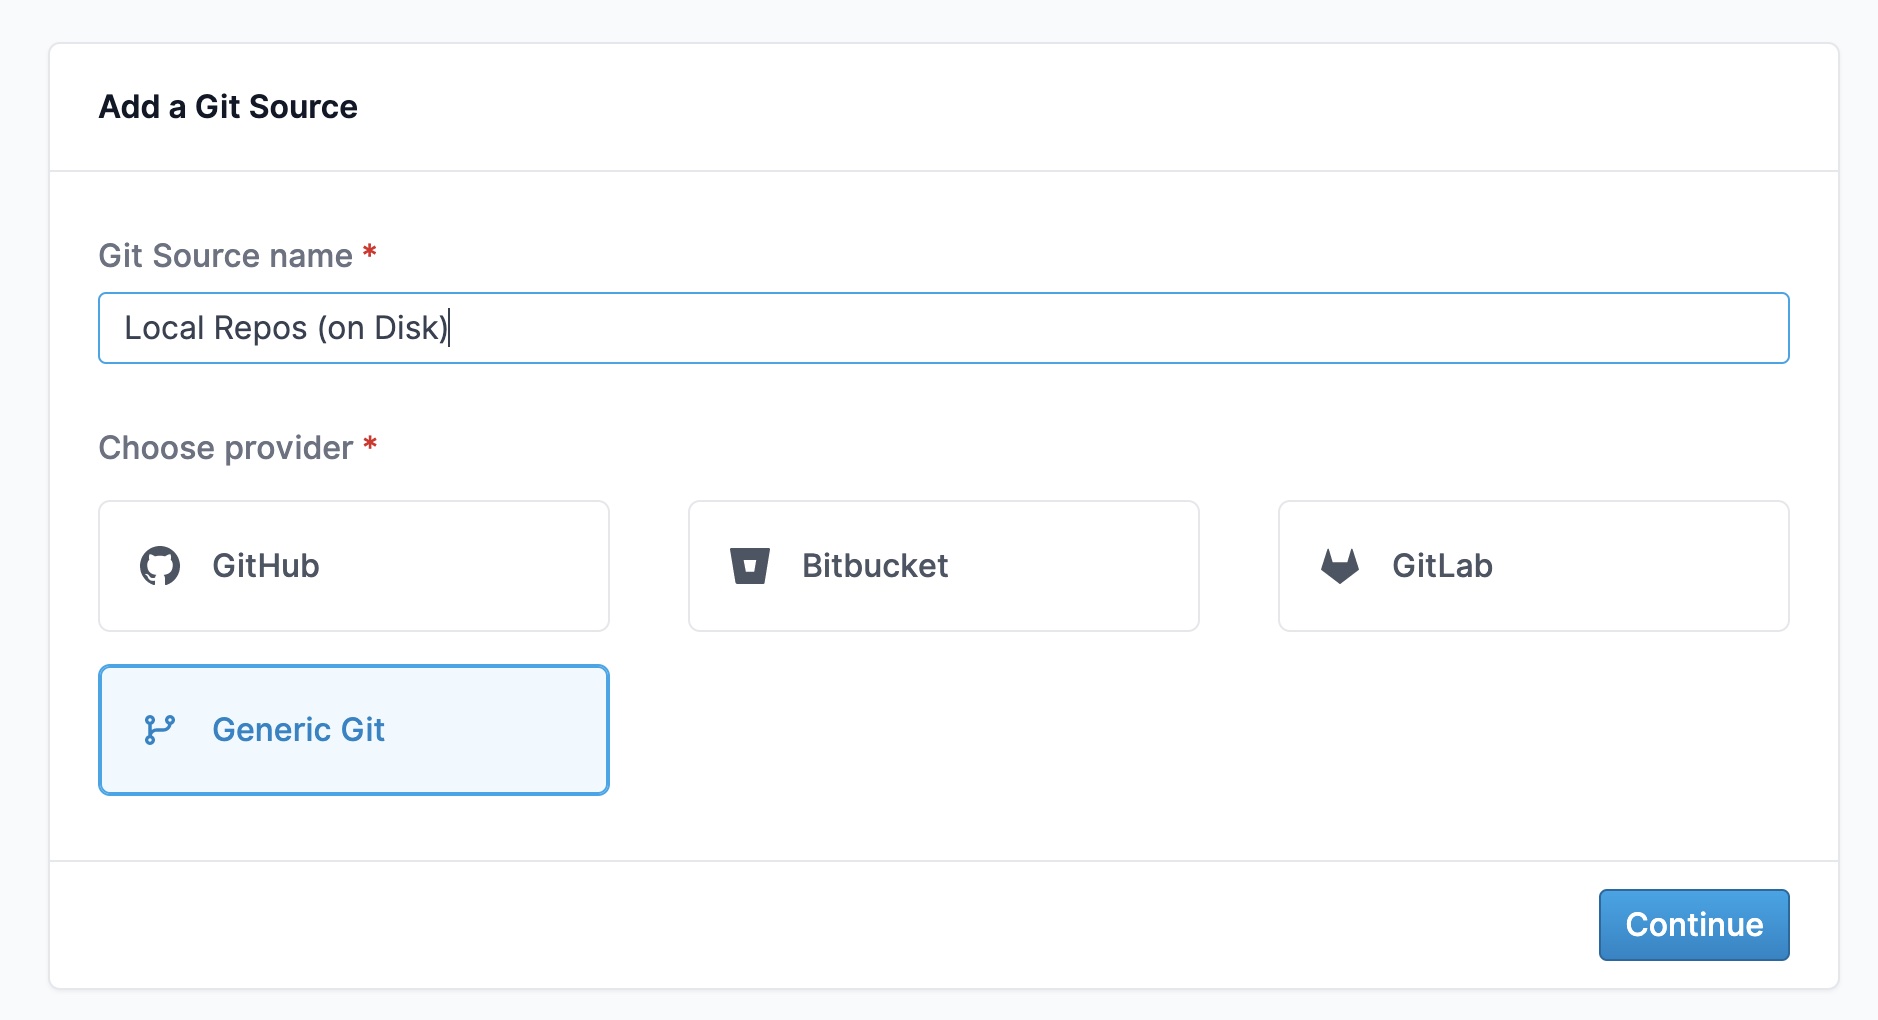 Add a Git Source
Git Source name *
Local Repos (on Disk)
Choose provider *
GitHub
Bitbucket
GitLab
Generic Git
Continue